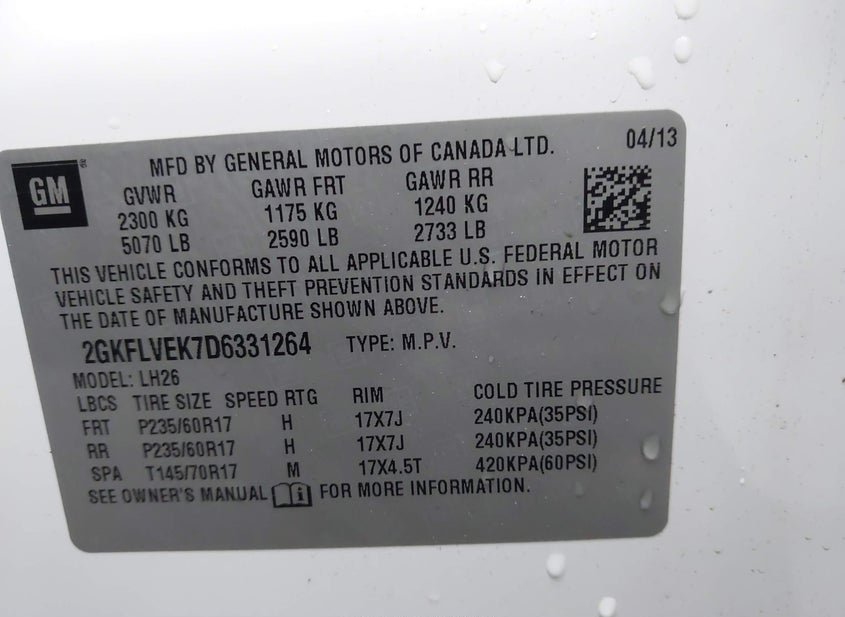 GM®
MFD BY GENERAL MOTORS OF CANADA LTD. 04/13
GVWR GAWR FRT GAWR RR
2300 KG 1175 KG 1240 KG
5070 LB 2590 LB 2733 LB
THIS VEHICLE CONFORMS TO ALL APPLICABLE U.S. FEDERAL MOTOR
VEHICLE SAFETY AND THEFT PREVENTION STANDARDS IN EFFECT ON
THE DATE OF MANUFACTURE SHOWN ABOVE.
2GKFLVEK7D6331264 TYPE: M.P.V.
MODEL: LH26
LBCS TIRE SIZE SPEED RTG RIM COLD TIRE PRESSURE
FRT P235/60R17 H 17X7J 240KPA(35PSI)
RR P235/60R17 H 17X7J 240KPA(35PSI)
SPA T145/70R17 M 17X4.5T 420KPA(60PSI)
SEE OWNER'S MANUAL i FOR MORE INFORMATION.